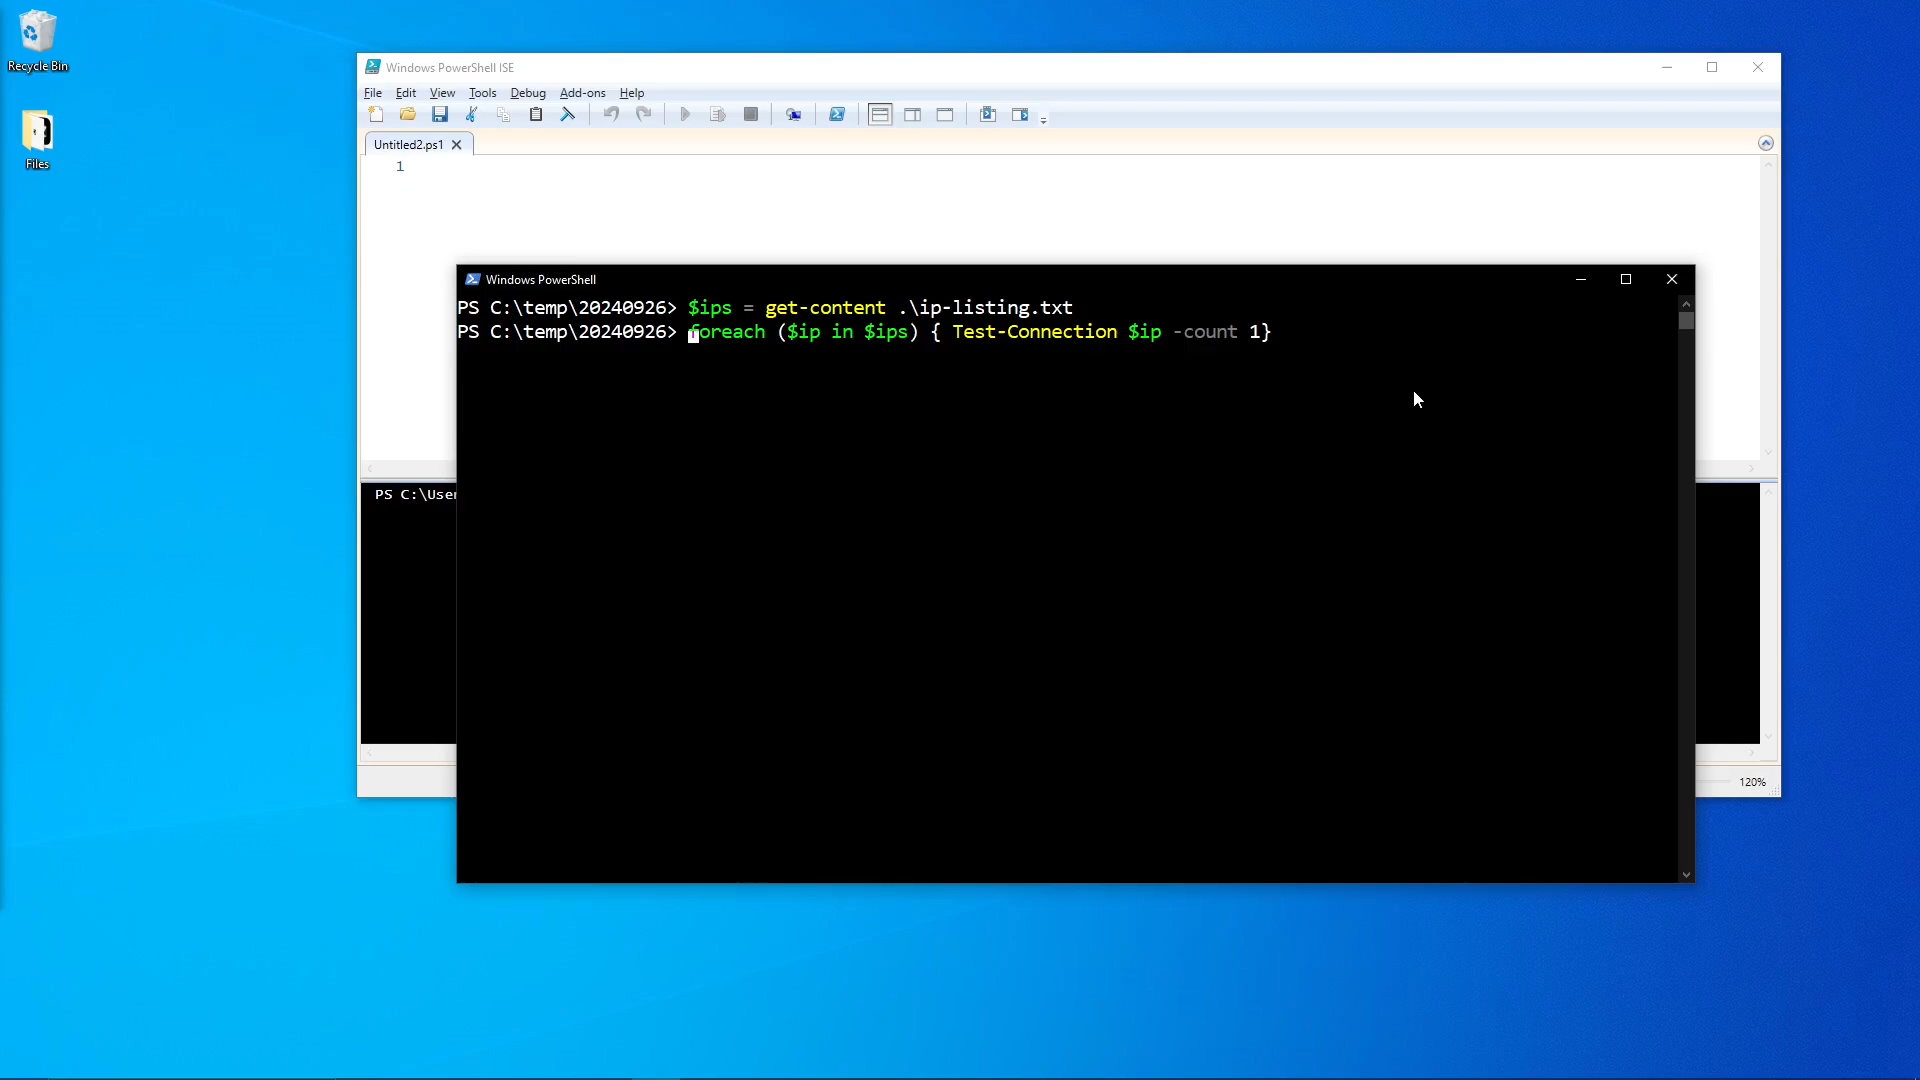 Recycle Bin
Files
Windows PowerShell ISE
File Edit View Tools Debug Add-ons Help
Untitled2.ps1
1
Windows PowerShell
PS C:\temp\20240926> $ips = get-content .\ip-listing.txt
PS C:\temp\20240926> foreach ($ip in $ips) { Test-Connection $ip -count 1}
PS C:\User
120%